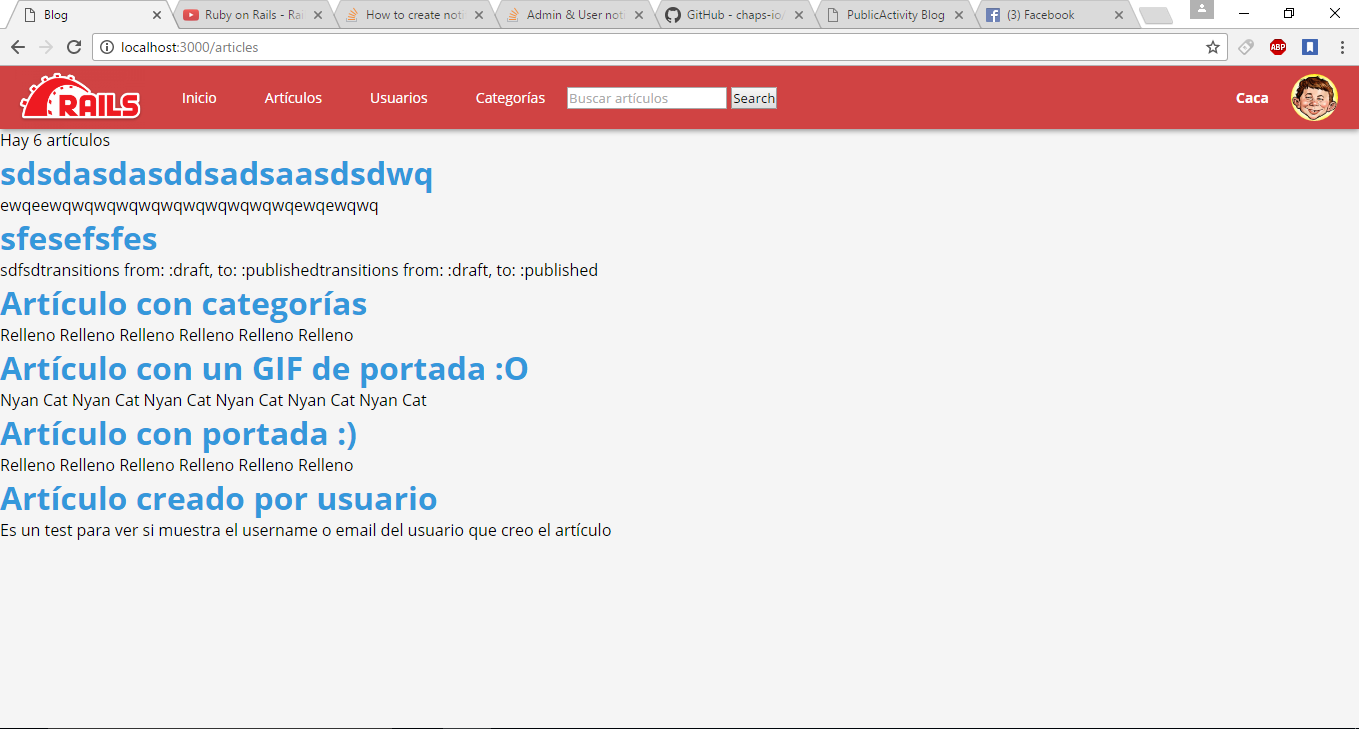 Blog
Ruby on Rails - Rai
How to create noti
Admin & User noti
GitHub - chaps-io/
PublicActivity Blog
(3) Facebook
localhost:3000/articles
ABP
RAILS
Inicio
Artículos
Usuarios
Categorías
Buscar artículos
Search
Caca
Hay 6 artículos
sdsdasdasddsadsaasdsdwq
ewqeewqwqwqwqwqwqwqwqwqwqwqewqewqwq
sfesefsfes
sdfsdtransitions from: :draft, to: :publishedtransitions from: :draft, to: :published
Artículo con categorías
Relleno Relleno Relleno Relleno Relleno Relleno
Artículo con un GIF de portada :O
Nyan Cat Nyan Cat Nyan Cat Nyan Cat Nyan Cat Nyan Cat
Artículo con portada :)
Relleno Relleno Relleno Relleno Relleno Relleno
Artículo creado por usuario
Es un test para ver si muestra el username o email del usuario que creo el artículo